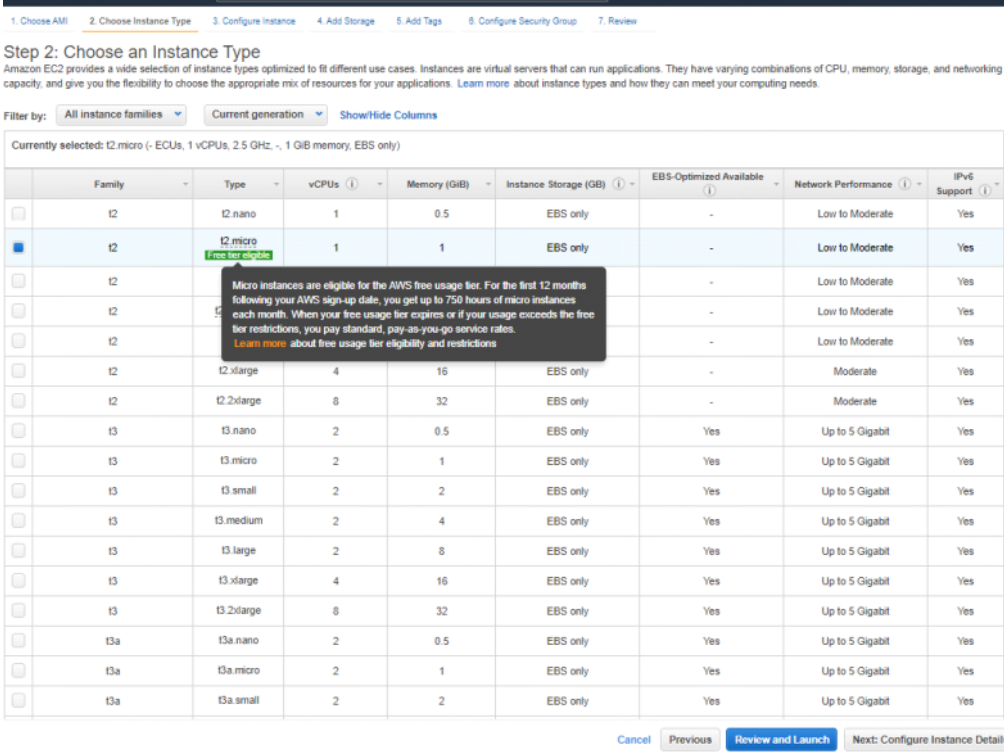 1. Choose AMI 2. Choose Instance Type 3. Configure Instance 4. Add Storage 5. Add Tags 6. Configure Security Group 7. Review
Step 2: Choose an Instance Type
Amazon EC2 provides a wide selection of instance types optimized to fit different use cases. Instances are virtual servers that can run applications. They have varying combinations of CPU, memory, storage, and networking
capacity, and give you the flexibility to choose the appropriate mix of resources for your applications. Learn more about instance types and how they can meet your computing needs.
Filter by: All instance families Current generation Show/Hide Columns
Currently selected: t2.micro (- ECUs, 1 vCPUs, 2.5 GHz, -, 1 GiB memory, EBS only)
Family Type vCPUs Memory (GiB) Instance Storage (GB) EBS-Optimized Available Network Performance IPv6 Support
t2 t2.nano 1 0.5 EBS only - Low to Moderate Yes
t2 t2.micro 1 1 EBS only - Low to Moderate Yes
Free tier eligible
t2 - Low to Moderate Yes
t2 - Low to Moderate Yes
t2 - Low to Moderate Yes
Micro instances are eligible for the AWS free usage tier. For the first 12 months
following your AWS sign-up date, you get up to 750 hours of micro instances
each month. When your free usage tier expires or if your usage exceeds the free
tier restrictions, you pay standard, pay-as-you-go service rates.
Learn more about free usage tier eligibility and restrictions
t2 t2.xlarge 4 16 EBS only - Moderate Yes
t2 t2.2xlarge 8 32 EBS only - Moderate Yes
t3 t3.nano 2 0.5 EBS only Yes Up to 5 Gigabit Yes
t3 t3.micro 2 1 EBS only Yes Up to 5 Gigabit Yes
t3 t3.small 2 2 EBS only Yes Up to 5 Gigabit Yes
t3 t3.medium 2 4 EBS only Yes Up to 5 Gigabit Yes
t3 t3.large 2 8 EBS only Yes Up to 5 Gigabit Yes
t3 t3.xlarge 4 16 EBS only Yes Up to 5 Gigabit Yes
t3 t3.2xlarge 8 32 EBS only Yes Up to 5 Gigabit Yes
t3a t3a.nano 2 0.5 EBS only Yes Up to 5 Gigabit Yes
t3a t3a.micro 2 1 EBS only Yes Up to 5 Gigabit Yes
t3a t3a.small 2 2 EBS only Yes Up to 5 Gigabit Yes
Cancel Previous Review and Launch Next: Configure Instance Detail